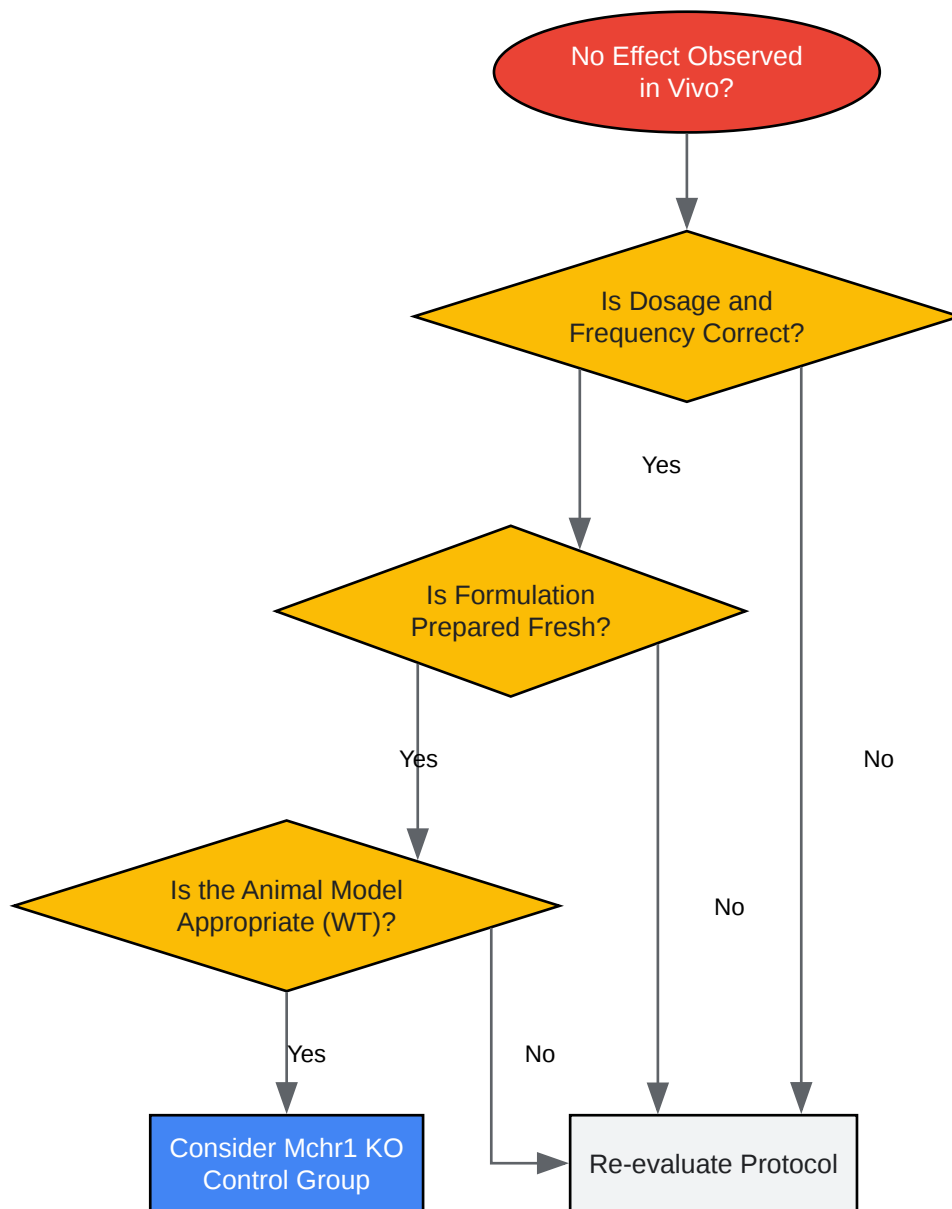 No Effect Observed
in Vivo?
Is Dosage and
Frequency Correct?
Yes
Is Formulation
Prepared Fresh?
Yes
No
Is the Animal Model
Appropriate (WT)?
No
Yes
No
Consider Mchr1 KO
Control Group
Re-evaluate Protocol